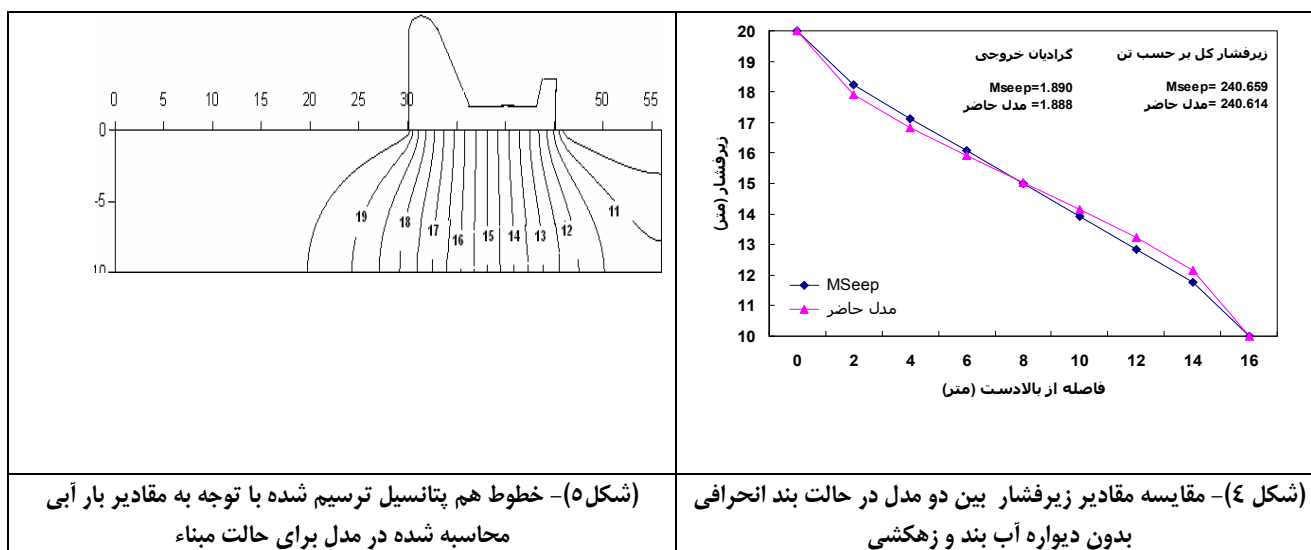 0 5 10 15 20 25 30 50 55
0
-5
10
19 18 17 16 15 14 13 12 11
(شکل٥)- خطوط هم پتانسیل ترسیم شده با توجه به مقادیر بار آبی
محاسبه شده در مدل برای حالت مبناء
20
19
18
17
16
15
14
13
12
11
10
زیرفشار (متر)
گرادیان خروجی
Mseep=1.890
مدل حاضر =1.888
زیرفشار کل بر حسب تن
Mseep= 240.659
مدل حاضر= 240.614
MSeep
مدل حاضر
0 2 4 6 8 10 12 14 16
فاصله از بالادست (متر)
(شکل ٤)- مقایسه مقادیر زیرفشار بین دو مدل در حالت بند انحرافی
بدون دیواره آب بند و زهکشی